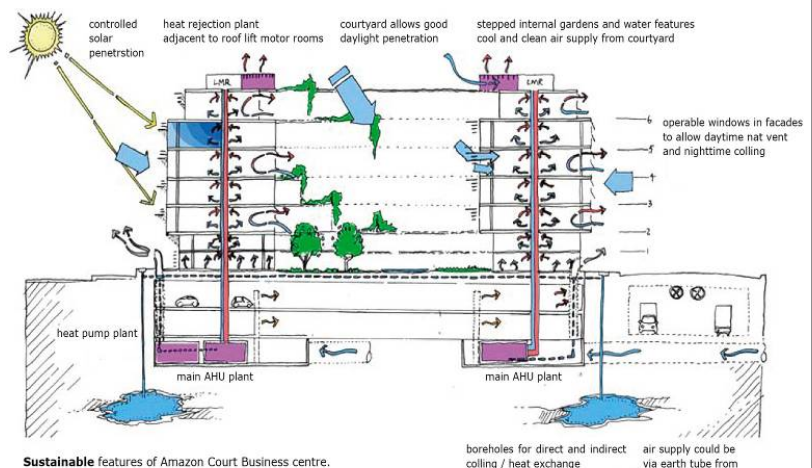 controlled
solar
penetrstion
heat rejection plant
adjacent to roof lift motor rooms
courtyard allows good
daylight penetration
stepped internal gardens and water features
cool and clean air supply from courtyard
LMR
LMR
6
operable windows in facades
to allow daytime nat vent
and nighttime colling
5
4
3
2
1
heat pump plant
main AHU plant
main AHU plant
Sustainable features of Amazon Court Business centre.
boreholes for direct and indirect
colling / heat exchange
air supply could be
via earth tube from